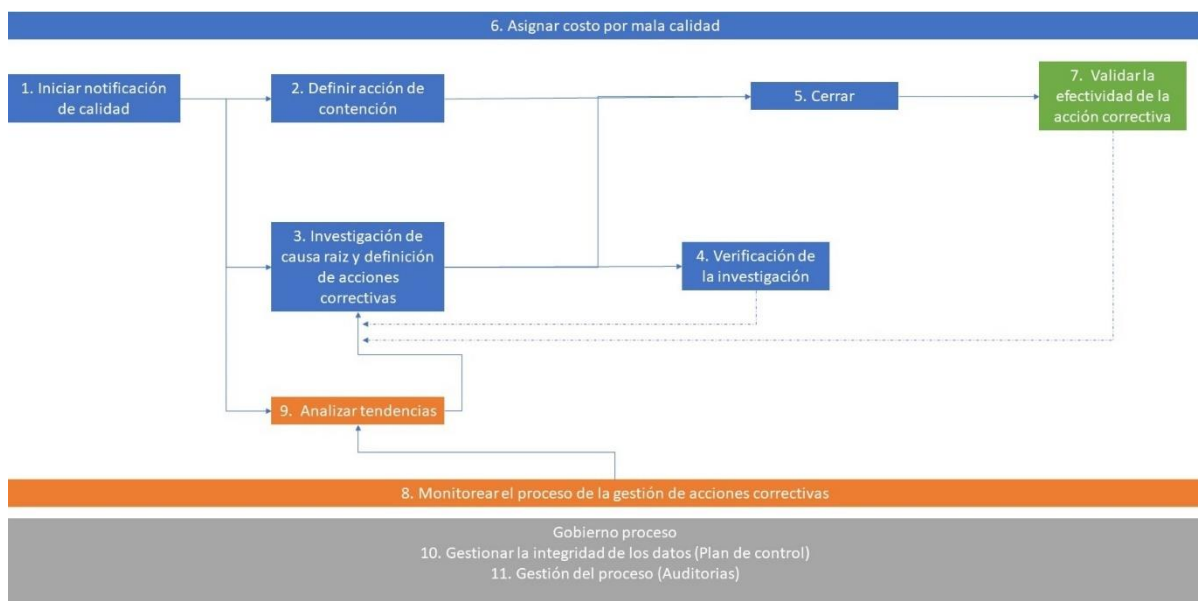 6. Asignar costo por mala calidad
1. Iniciar notificación
de calidad
2. Definir acción de
contención
5. Cerrar
7. Validar la
efectividad de la
acción correctiva
3. Investigación de
causa raiz y definición
de acciones
correctivas
4. Verificación de
la investigación
9. Analizar tendencias
8. Monitorear el proceso de la gestión de acciones correctivas
Gobierno proceso
10. Gestionar la integridad de los datos (Plan de control)
11. Gestión del proceso (Auditorias)